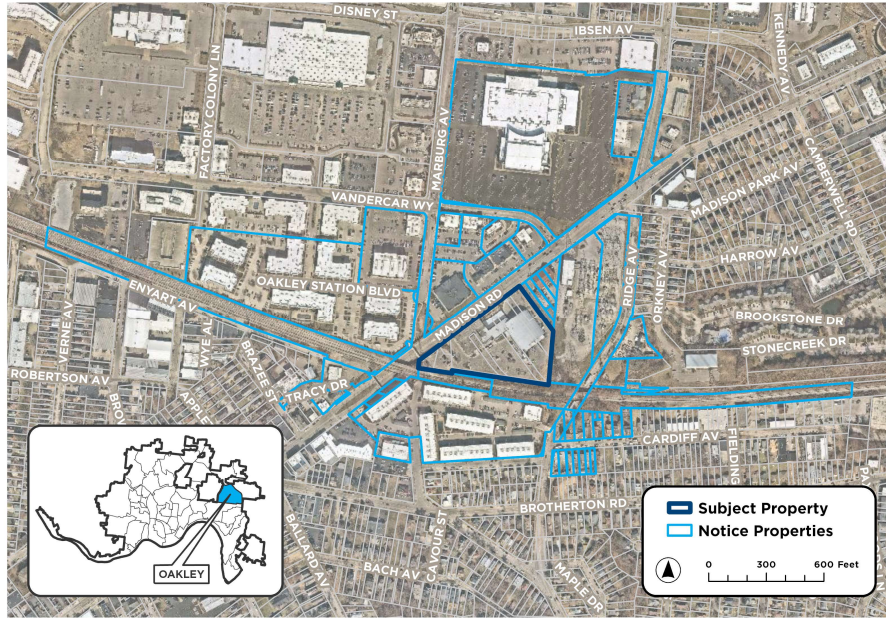 DISNEY ST
IBSEN AV
KENNEDY AV
FACTORY COLONY LN
MARBURG AV
CAMBERWELL RD
MADISON PARK AV
VANDERCAR WY
HARROW AV
RIDGE AV
ORKNEY AV
OAKLEY STATION BLVD
ENYART AV
MADISON RD
BROOKSTONE DR
STONECREEK DR
VERNE AV
WYE AL
BRAZEE ST
ROBERTSON AV
TRACY DR
APPLE
BROW
CARDIFF AV
FIELDING
BROTHERTON RD
CAVOUR ST
BALLARD AV
BACH AV
MAPLE DR
OAKLEY
Subject Property
Notice Properties
0 300 600 Feet